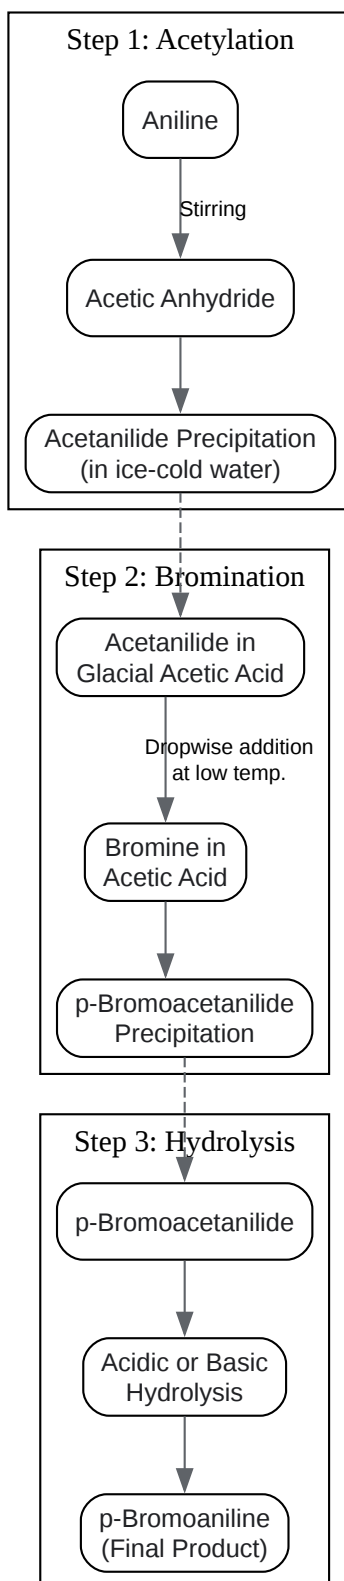 Step 1: Acetylation
Aniline
Stirring
Acetic Anhydride
Acetanilide Precipitation
(in ice-cold water)
Step 2: Bromination
Acetanilide in
Glacial Acetic Acid
Dropwise addition
at low temp.
Bromine in
Acetic Acid
p-Bromoacetanilide
Precipitation
Step 3: Hydrolysis
p-Bromoacetanilide
Acidic or Basic
Hydrolysis
p-Bromoaniline
(Final Product)